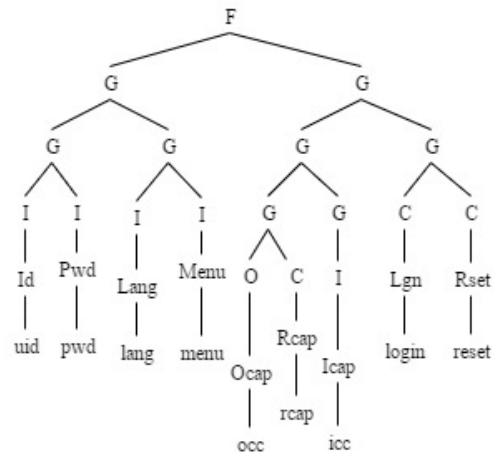 F
G G
G G G G
I I I I G G C C
Id Pwd Lang Menu O C I Lgn Rset
uid pwd lang menu Ocap Rcap Icap login reset
occ rcap icc